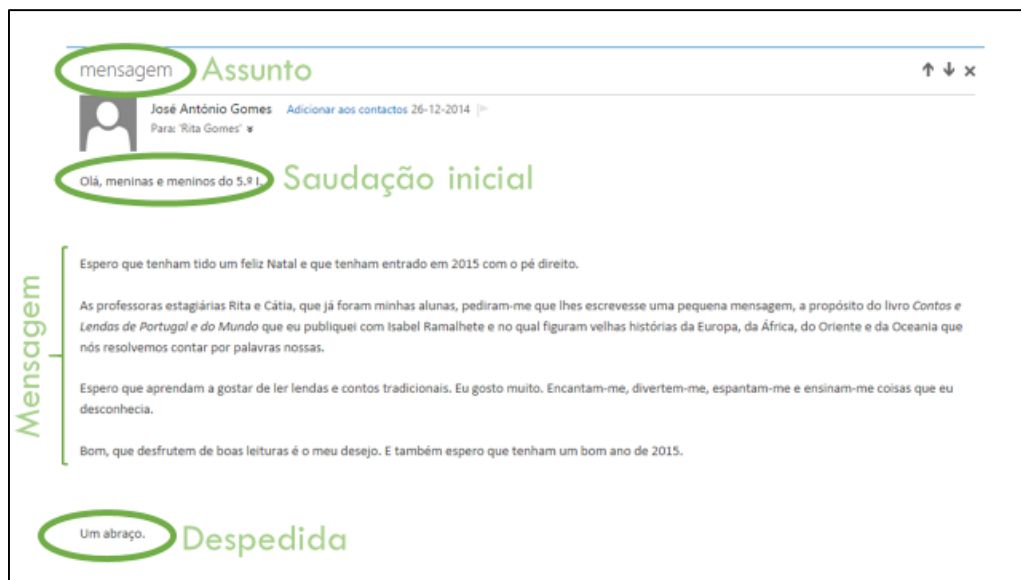 mensagem Assunto
José António Gomes Adicionar aos contactos 26-12-2014
Para: 'Rita Gomes'
Olá, meninas e meninos do 5.º I. Saudação inicial
Mensagem
Espero que tenham tido um feliz Natal e que tenham entrado em 2015 com o pé direito.
As professoras estagiárias Rita e Cátia, que já foram minhas alunas, pediram-me que lhes escrevesse uma pequena mensagem, a propósito do livro Contos e
Lendas de Portugal e do Mundo que eu publiquei com Isabel Ramalhete e no qual figuram velhas histórias da Europa, da África, do Oriente e da Oceania que
nós resolvemos contar por palavras nossas.
Espero que aprendam a gostar de ler lendas e contos tradicionais. Eu gosto muito. Encantam-me, divertem-me, espantam-me e ensinam-me coisas que eu
desconhecia.
Bom, que desfrutem de boas leituras é o meu desejo. E também espero que tenham um bom ano de 2015.
Um abraço. Despedida